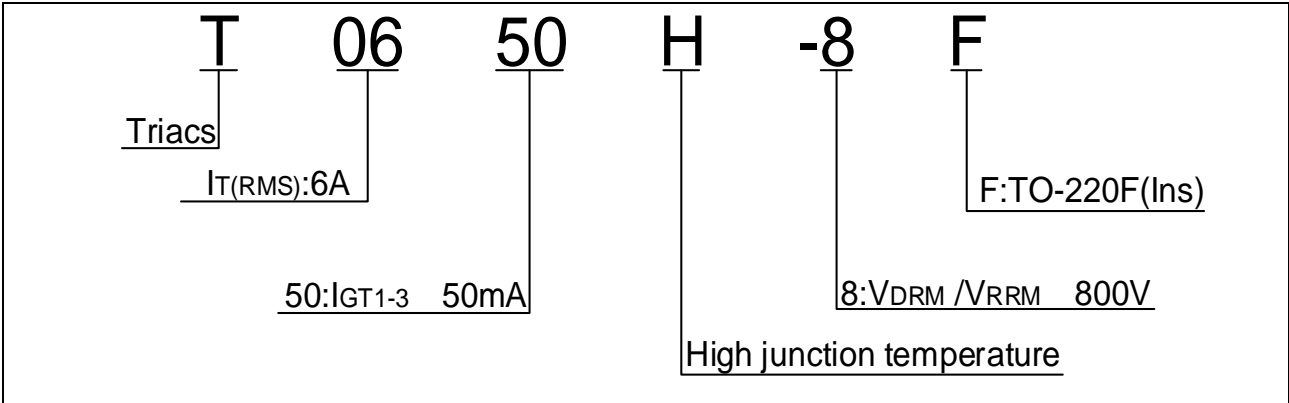 T 06 50 H -8 F
Triacs
IT(RMS):6A
F:TO-220F(Ins)
50:IGT1-3 50mA
8:VDRM /VRRM 800V
High junction temperature